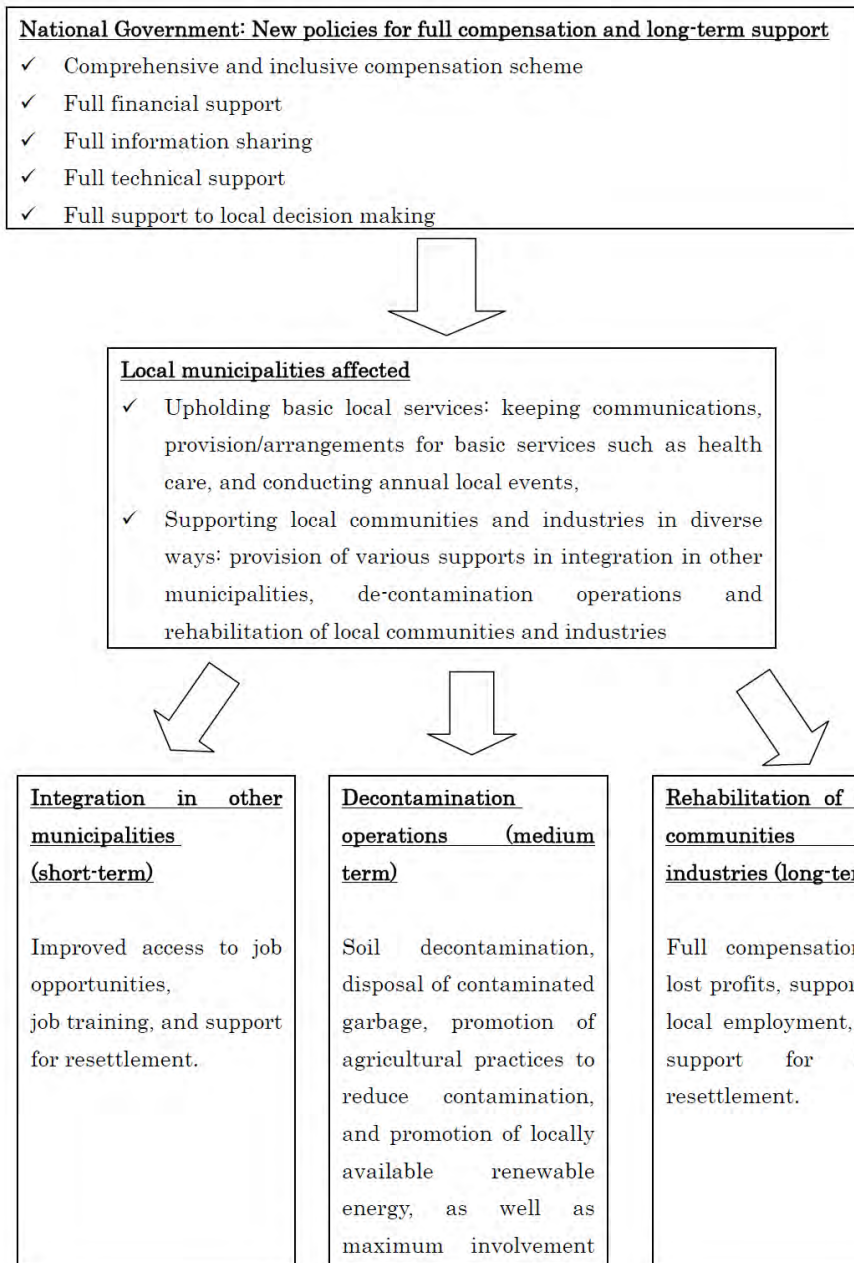 National Government: New policies for full compensation and long-term support
✓ Comprehensive and inclusive compensation scheme
✓ Full financial support
✓ Full information sharing
✓ Full technical support
✓ Full support to local decision making
Local municipalities affected
✓ Upholding basic local services: keeping communications,
provision/arrangements for basic services such as health
care, and conducting annual local events,
✓ Supporting local communities and industries in diverse
ways: provision of various supports in integration in other
municipalities, de-contamination operations and
rehabilitation of local communities and industries
Integration in other
municipalities
(short-term)
Improved access to job
opportunities,
job training, and support
for resettlement.
Decontamination
operations (medium
term)
Soil decontamination,
disposal of contaminated
garbage, promotion of
agricultural practices to
reduce contamination,
and promotion of locally
available renewable
energy, as well as
maximum involvement
Rehabilitation of
communities
industries (long-te
Full compensation
lost profits, suppor
local employment,
support for
resettlement.